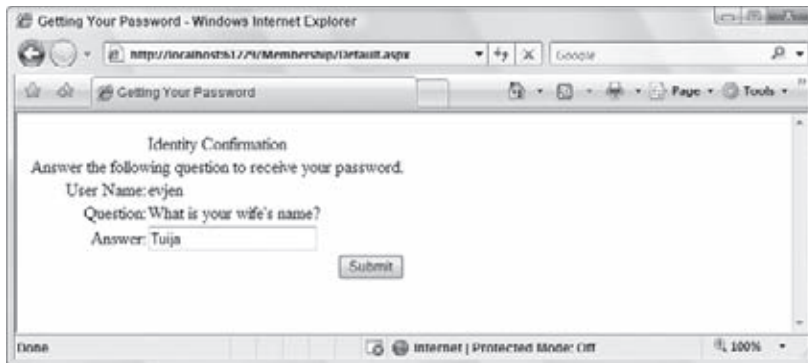 Getting Your Password - Windows Internet Explorer
http://localhost:61229/Membership/Default.aspx
Google
Getting Your Password
Page
Tools
Identity Confirmation
Answer the following question to receive your password.
User Name: evjen
Question: What is your wife's name?
Answer: Tuija
Submit
Done
Internet | Protected Mode: Off
100%